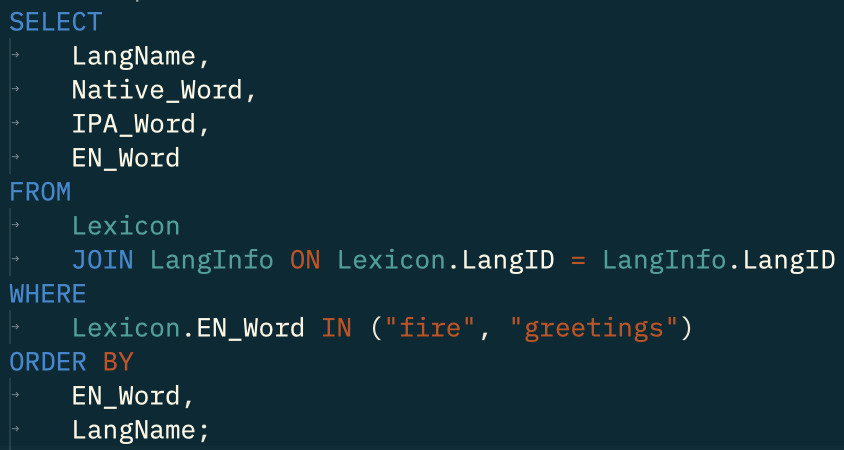 SELECT
LangName,
Native_Word,
IPA_Word,
EN_Word
FROM
Lexicon
JOIN LangInfo ON Lexicon.LangID = LangInfo.LangID
WHERE
Lexicon.EN_Word IN ("fire", "greetings")
ORDER BY
EN_Word,
LangName;